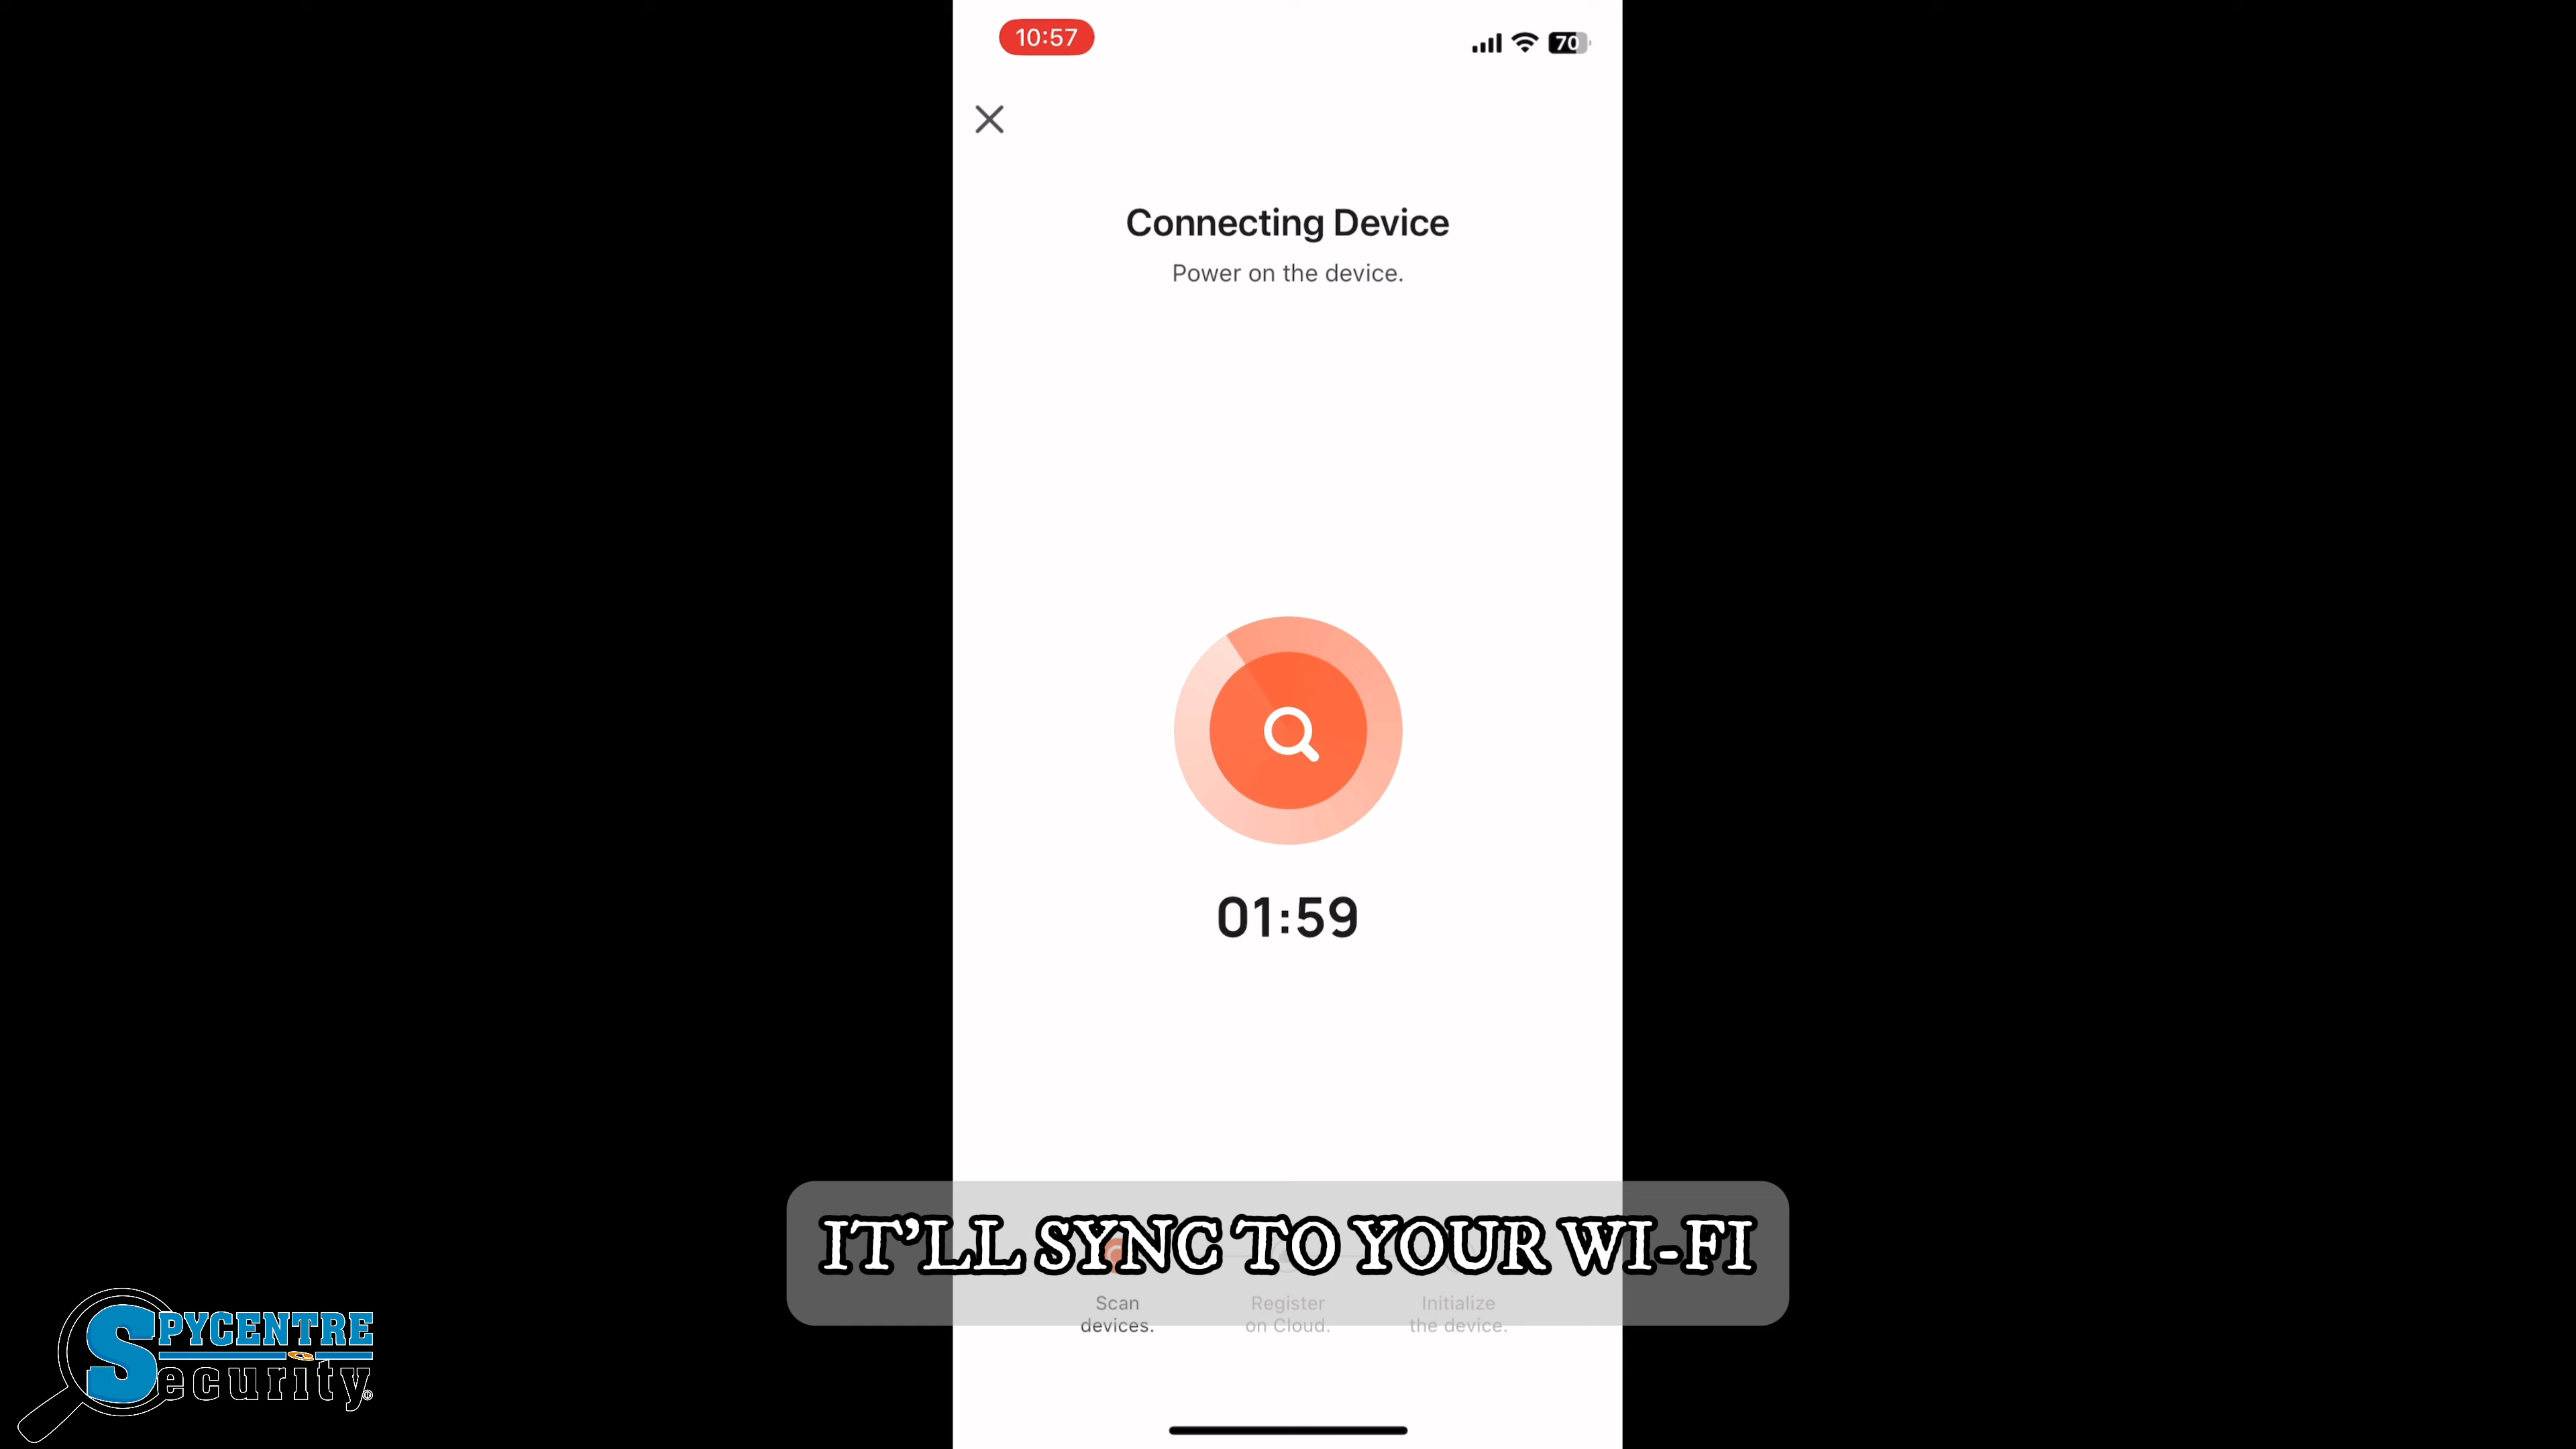 10:57
70
Connecting Device
Power on the device.
01:59
IT'LL SYNC TO YOUR WI-FI
Scan
devices.
Register
on Cloud.
Initialize
the device.
SPYCENTRE
Security®